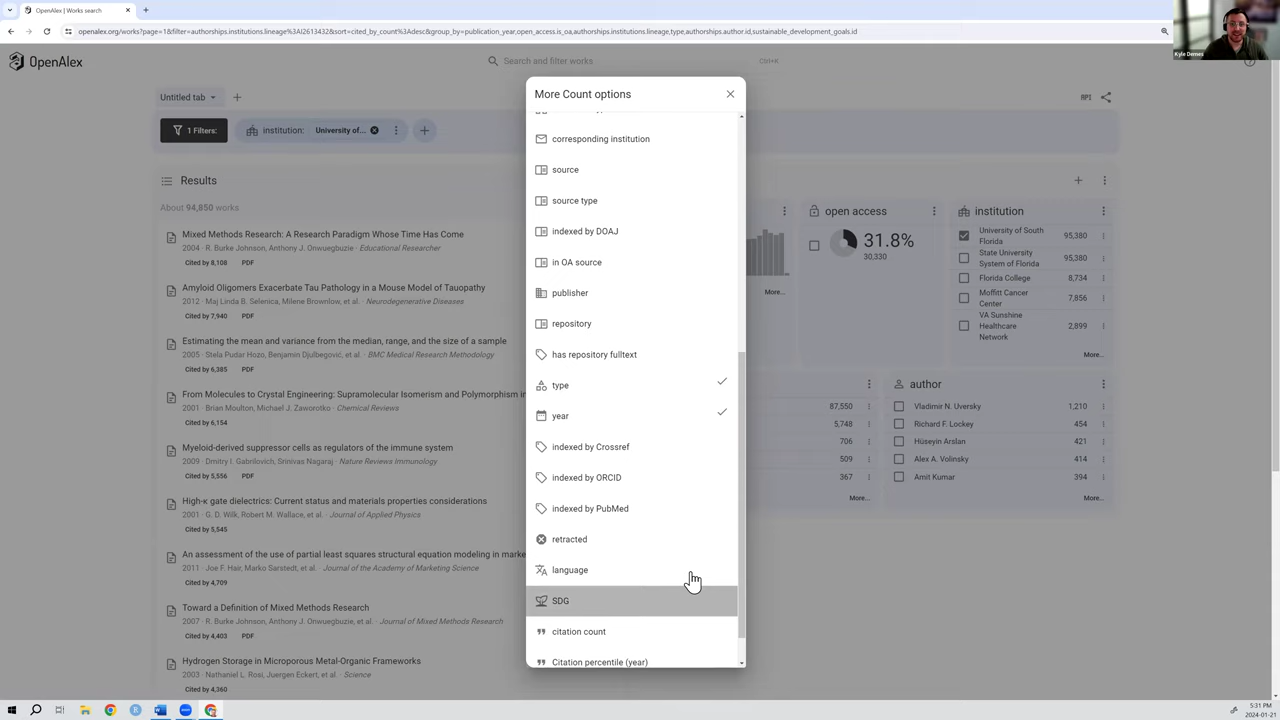 OpenAlex | Works search
openalex.org/works?page=1&filter=authorships.institutions.lineage%3AI2613432&sort=cited_by_count%3Adesc&group_by=publication_year,open_access.is_oa,authorships.institutions.lineage,type,authorships.author.id,sustainable_development_goals.id
Kyle Demes
OpenAlex
Search and filter works
Ctrl+K
Untitled tab
API
1 Filters:
institution: University of...
Results
About 94,850 works
Mixed Methods Research: A Research Paradigm Whose Time Has Come
2004 · R. Burke Johnson, Anthony J. Onwuegbuzie · Educational Researcher
Cited by 8,108 PDF
Amyloid Oligomers Exacerbate Tau Pathology in a Mouse Model of Tauopathy
2012 · Maj Linda B. Selenica, Milene Brownlow, et al. · Neurodegenerative Diseases
Cited by 7,940 PDF
Estimating the mean and variance from the median, range, and the size of a sample
2005 · Stela Pudar Hozo, Benjamin Djulbegović, et al. · BMC Medical Research Methodology
Cited by 6,385 PDF
From Molecules to Crystal Engineering: Supramolecular Isomerism and Polymorphism in
2001 · Brian Moulton, Michael J. Zaworotko · Chemical Reviews
Cited by 6,154
Myeloid-derived suppressor cells as regulators of the immune system
2009 · Dmitry I. Gabrilovich, Srinivas Nagaraj · Nature Reviews Immunology
Cited by 5,556 PDF
High-κ gate dielectrics: Current status and materials properties considerations
2001 · G. D. Wilk, Robert M. Wallace, et al. · Journal of Applied Physics
Cited by 5,545
An assessment of the use of partial least squares structural equation modeling in marke
2011 · Joe F. Hair, Marko Sarstedt, et al. · Journal of the Academy of Marketing Science
Cited by 4,709
Toward a Definition of Mixed Methods Research
2007 · R. Burke Johnson, Anthony J. Onwuegbuzie, et al. · Journal of Mixed Methods Research
Cited by 4,403 PDF
Hydrogen Storage in Microporous Metal-Organic Frameworks
2003 · Nathaniel L. Rosi, Juergen Eckert, et al. · Science
Cited by 4,360
More Count options
corresponding institution
source
source type
indexed by DOAJ
in OA source
publisher
repository
has repository fulltext
type
year
indexed by Crossref
indexed by ORCID
indexed by PubMed
retracted
language
SDG
citation count
Citation percentile (year)
More...
open access
31.8%
30,330
institution
University of South Florida 95,380
State University System of Florida 95,380
Florida College 8,734
Moffitt Cancer Center 7,856
VA Sunshine Healthcare Network 2,899
More...
87,550
5,748
706
509
367
More...
author
Vladimir N. Uversky 1,210
Richard F. Lockey 454
Hüseyin Arslan 421
Alex A. Volinsky 414
Amit Kumar 394
More...
5:31 PM
2024-01-21